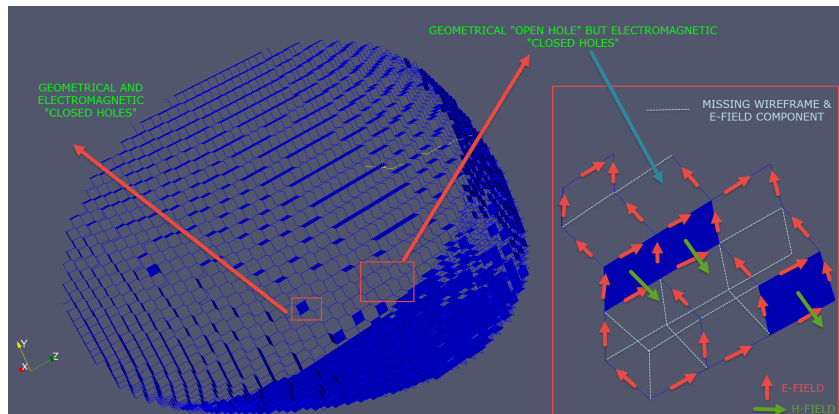 GEOMETRICAL "OPEN HOLE" BUT ELECTROMAGNETIC
"CLOSED HOLES"
GEOMETRICAL AND
ELECTROMAGNETIC
"CLOSED HOLES"
MISSING WIREFRAME &
E-FIELD COMPONENT
Y
X
Z
E-FIELD
H-FIELD